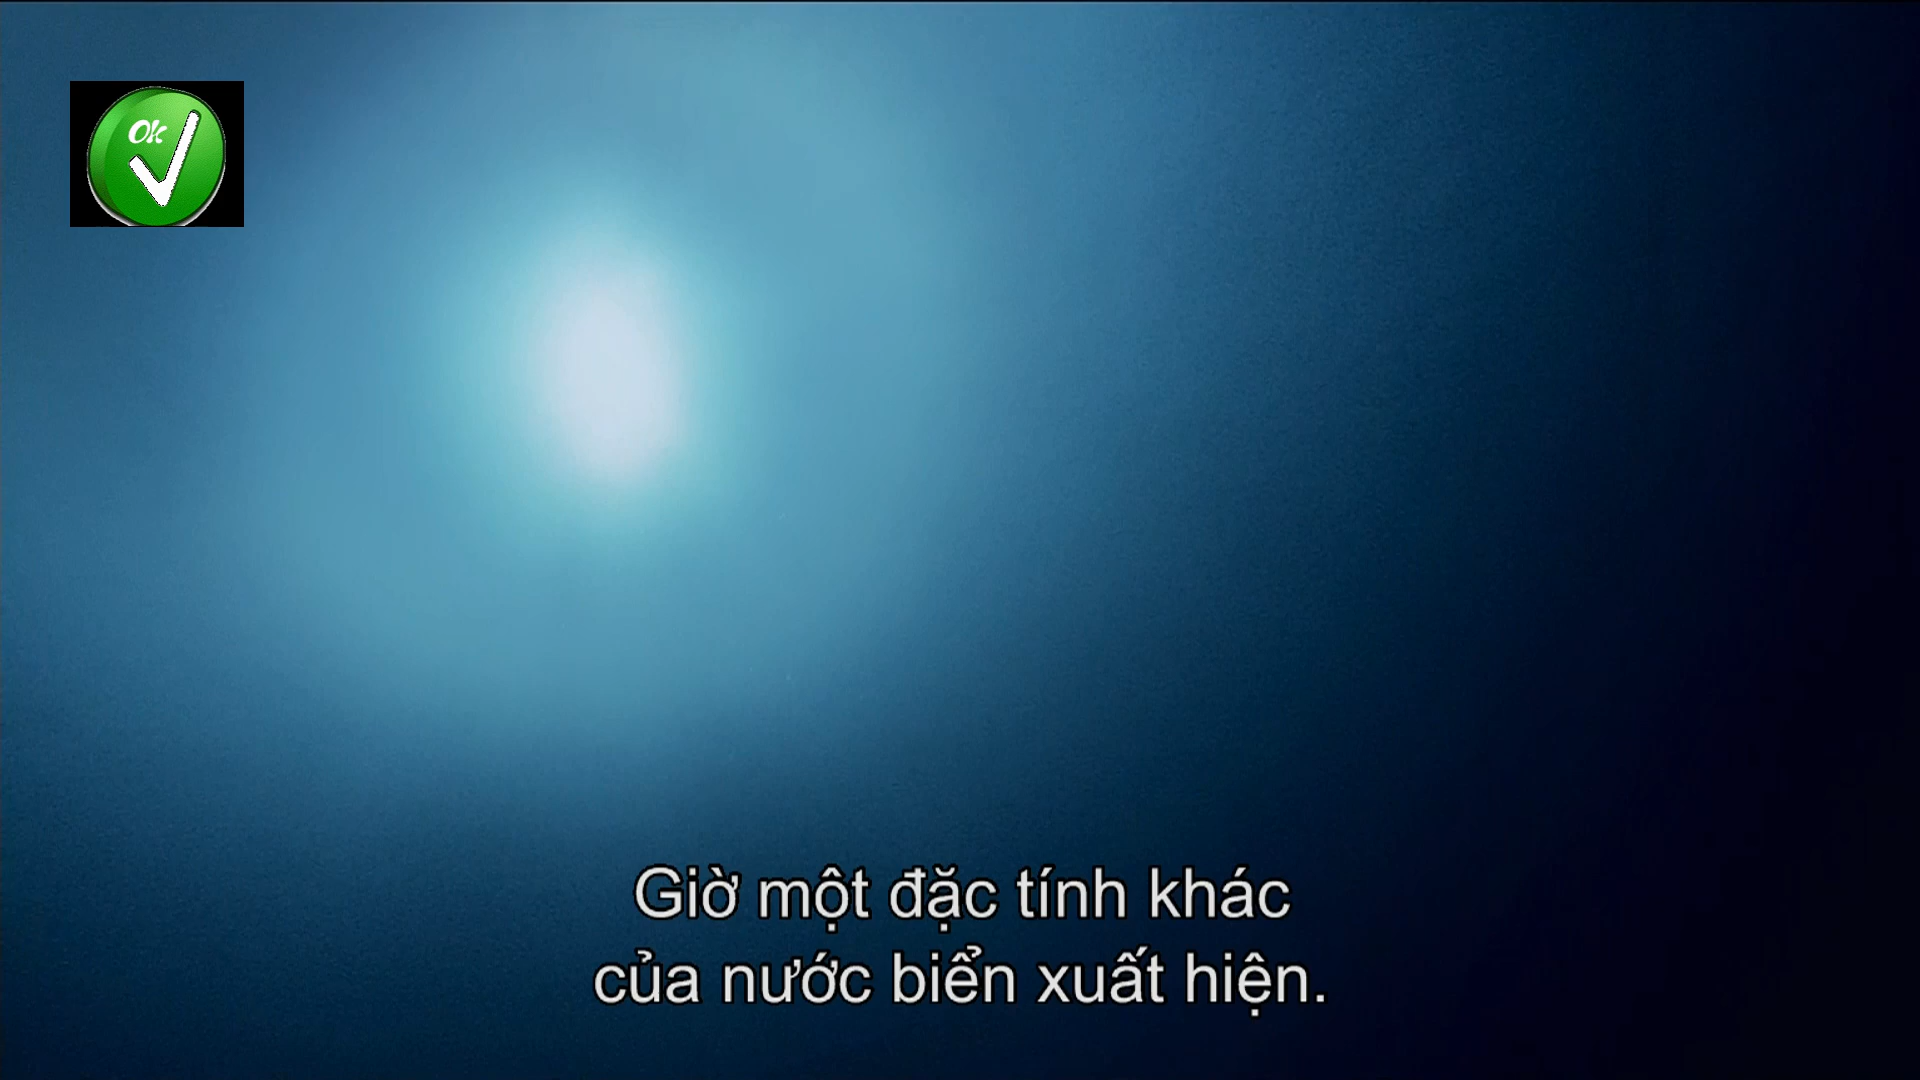 Ok
Giờ một đặc tính khác
của nước biển xuất hiện.